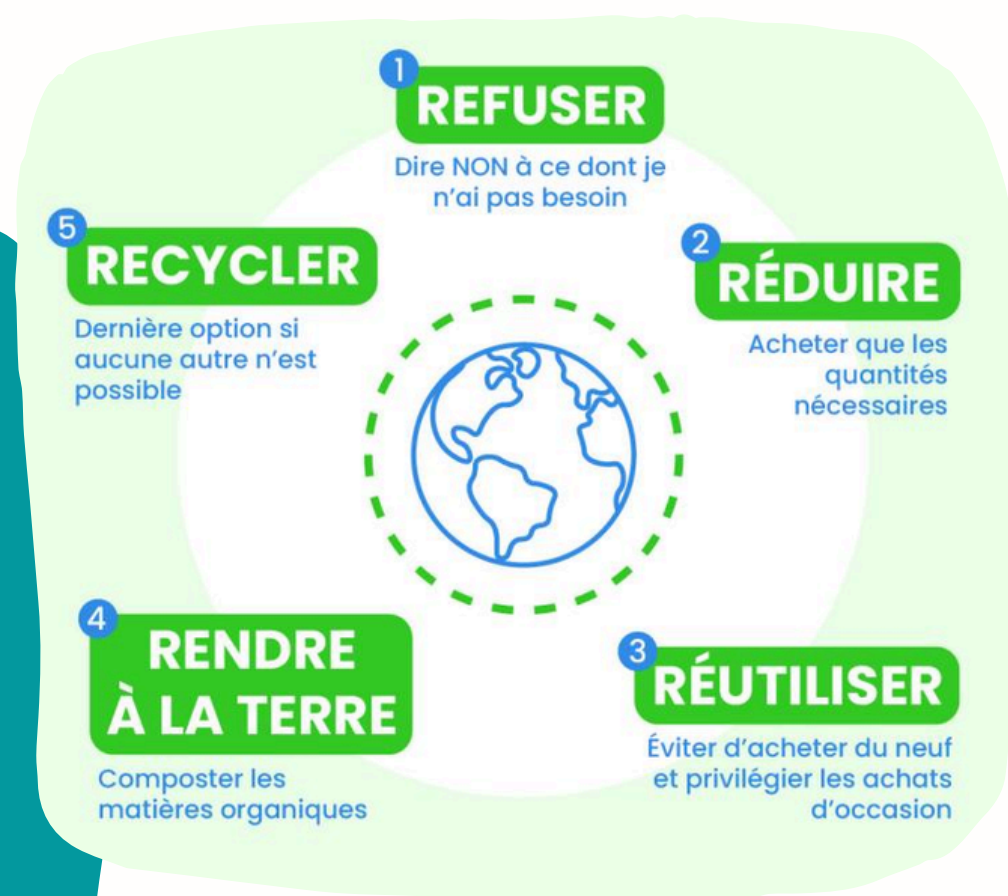 1
REFUSER
Dire NON à ce dont je
n'ai pas besoin
2
RÉDUIRE
Acheter que les
quantités
nécessaires
3
RÉUTILISER
Éviter d'acheter du neuf
et privilégier les achats
d'occasion
4
RENDRE
À LA TERRE
Composter les
matières organiques
5
RECYCLER
Dernière option si
aucune autre n'est
possible